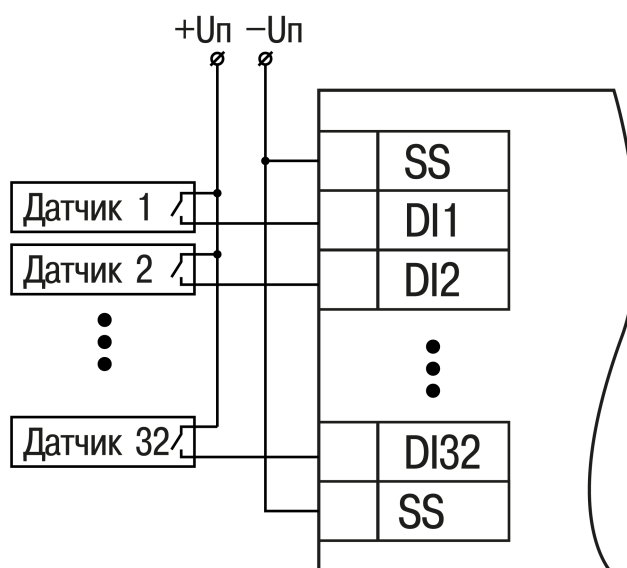 +Uп −Uп
SS
Датчик 1
DI1
Датчик 2
DI2
Датчик 32
DI32
SS